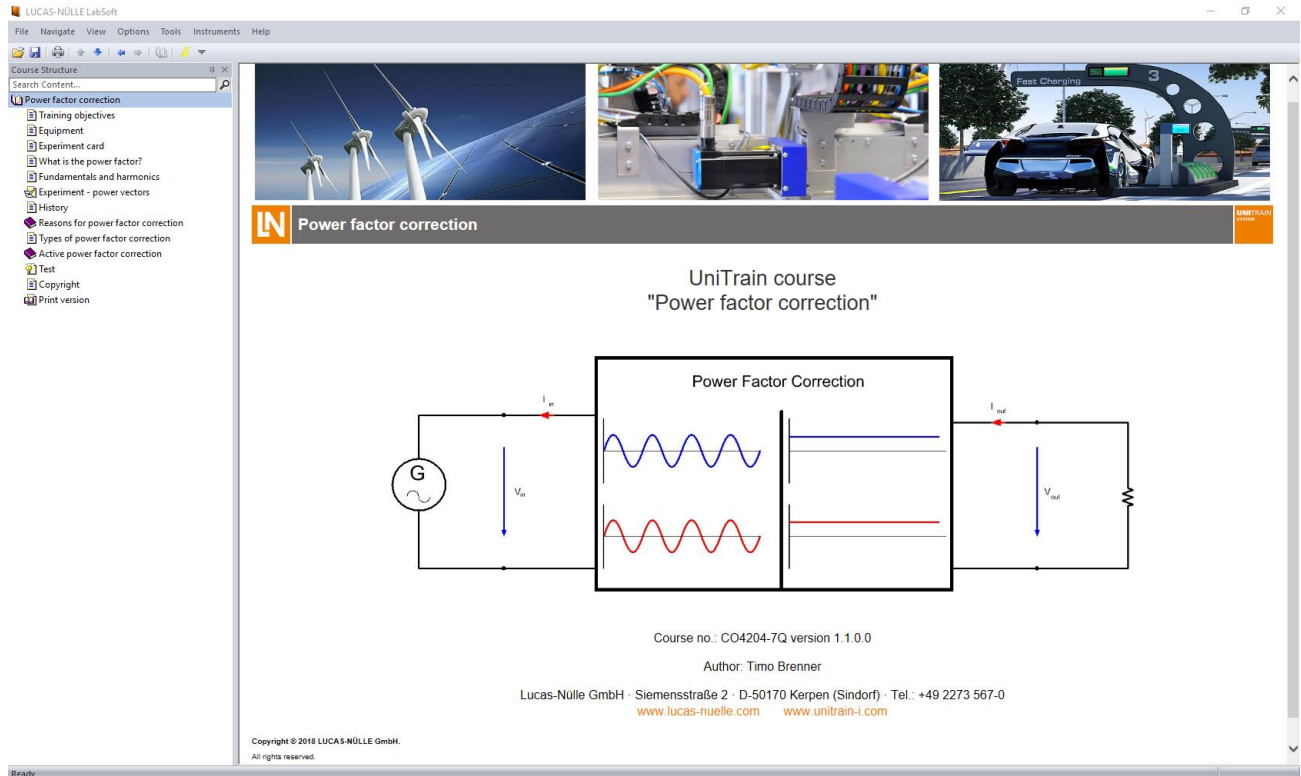 LUCAS-NÜLLE LabSoft
File Navigate View Options Tools Instruments Help
Course Structure
Search Content...
Power factor correction
Training objectives
Equipment
Experiment card
What is the power factor?
Fundamentals and harmonics
Experiment - power vectors
History
Reasons for power factor correction
Types of power factor correction
Active power factor correction
Test
Copyright
Print version
Fast Charging 3
LN Power factor correction
UNITRAIN
SYSTEM
UniTrain course
"Power factor correction"
Power Factor Correction
I in
I out
G
Vin
Vout
Course no.: CO4204-7Q version 1.1.0.0
Author: Timo Brenner
Lucas-Nülle GmbH · Siemensstraße 2 · D-50170 Kerpen (Sindorf) · Tel.: +49 2273 567-0
www.lucas-nuelle.com www.unitrain-i.com
Copyright © 2018 LUCAS-NÜLLE GmbH.
All rights reserved.
Ready